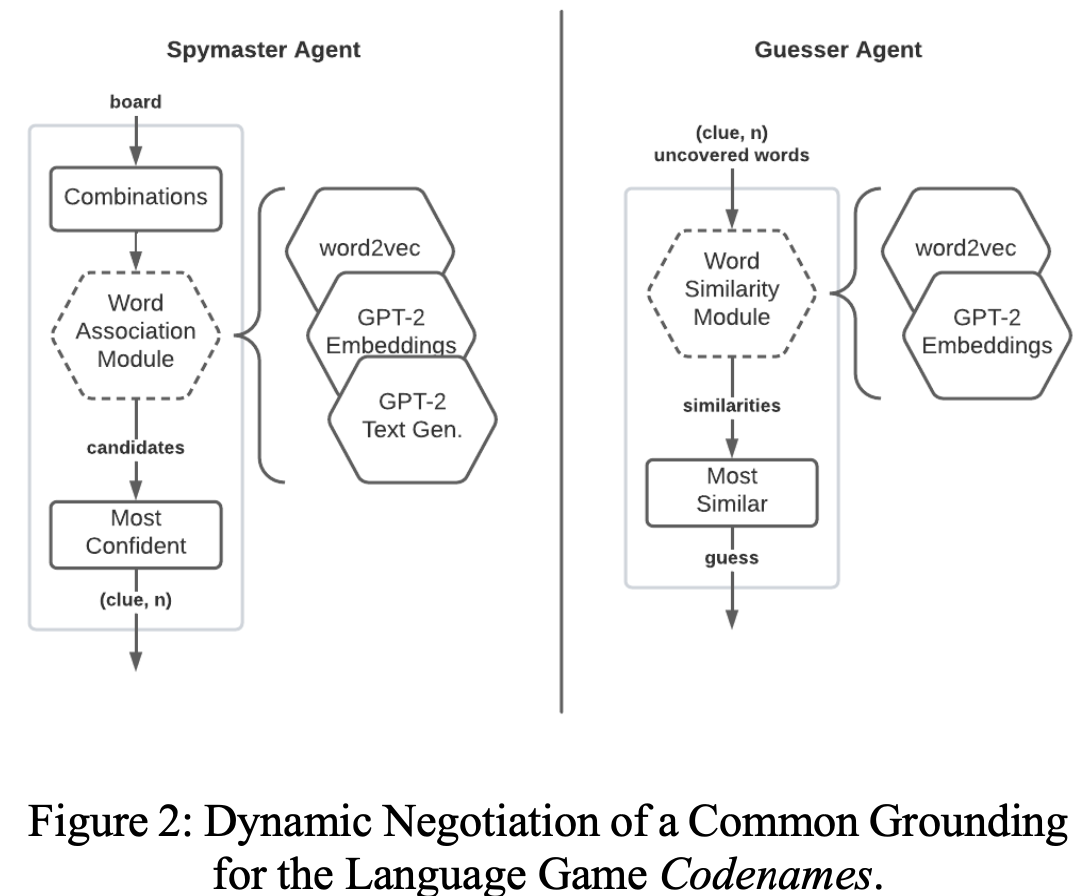 Spymaster Agent
board
Combinations
Word
Association
Module
candidates
Most
Confident
(clue, n)
word2vec
GPT-2
Embeddings
GPT-2
Text Gen.
Guesser Agent
(clue, n)
uncovered words
Word
Similarity
Module
similarities
Most
Similar
guess
word2vec
GPT-2
Embeddings
Figure 2: Dynamic Negotiation of a Common Grounding
for the Language Game Codenames.